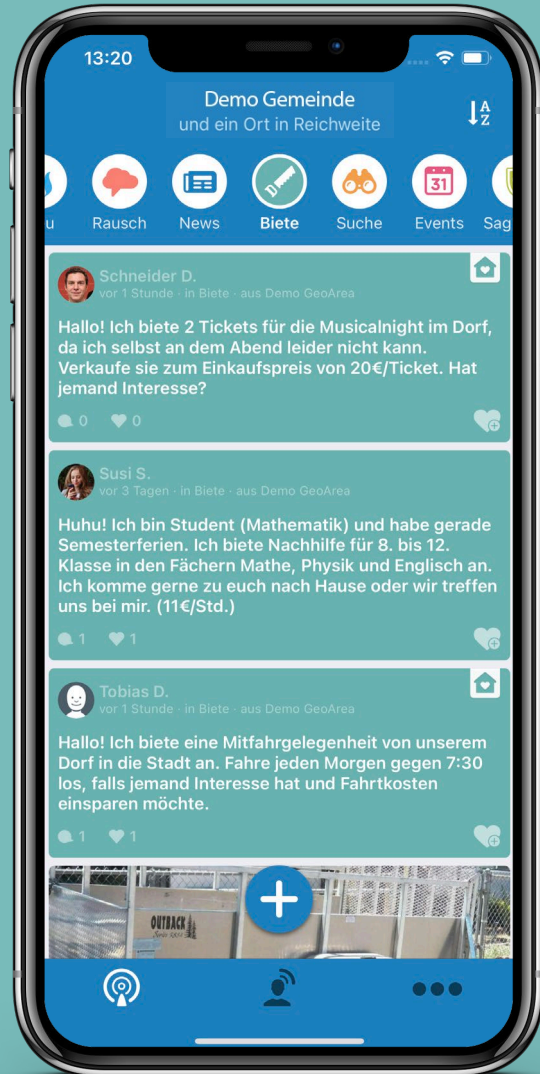 13:20
Demo Gemeinde
und ein Ort in Reichweite
A
Z
u
Rausch
News
Biete
Suche
31
Events
Sag
Schneider D.
vor 1 Stunde · in Biete · aus Demo GeoArea
Hallo! Ich biete 2 Tickets für die Musicalnight im Dorf,
da ich selbst an dem Abend leider nicht kann.
Verkaufe sie zum Einkaufspreis von 20€/Ticket. Hat
jemand Interesse?
0 0
Susi S.
vor 3 Tagen · in Biete · aus Demo GeoArea
Huhu! Ich bin Student (Mathematik) und habe gerade
Semesterferien. Ich biete Nachhilfe für 8. bis 12.
Klasse in den Fächern Mathe, Physik und Englisch an.
Ich komme gerne zu euch nach Hause oder wir treffen
uns bei mir. (11€/Std.)
1 1
Tobias D.
vor 1 Stunde · in Biete · aus Demo GeoArea
Hallo! Ich biete eine Mitfahrgelegenheit von unserem
Dorf in die Stadt an. Fahre jeden Morgen gegen 7:30
los, falls jemand Interesse hat und Fahrtkosten
einsparen möchte.
1 1
OUTBACK